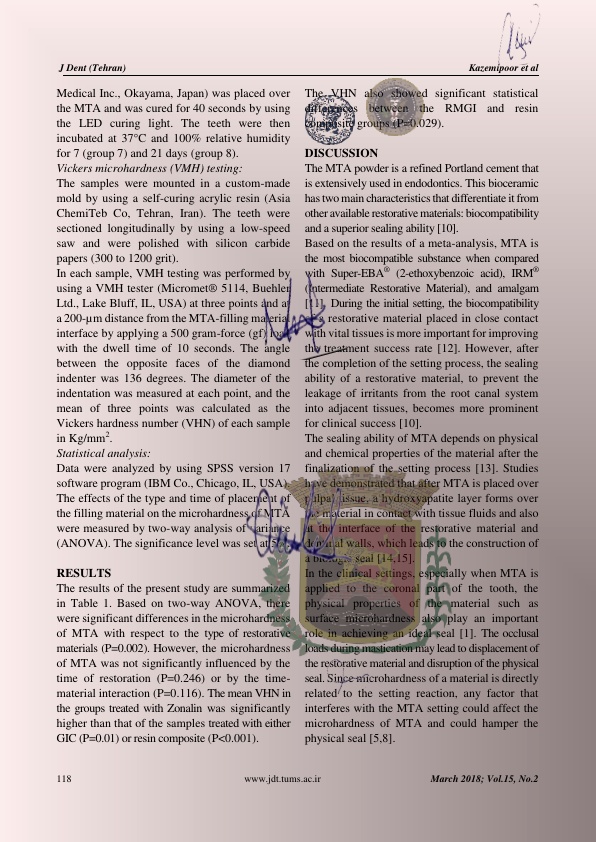 J Dent (Tehran)
Kazemipoor et al
Medical Inc., Okayama, Japan) was placed over
the MTA and was cured for 40 seconds by using
the LED curing light. The teeth were then
incubated at 37°C and 100% relative humidity
for 7 (group 7) and 21 days (group 8).
Vickers microhardness (VMH) testing:
The samples were mounted in a custom-made
mold by using a self-curing acrylic resin (Asia
ChemiTeb Co, Tehran, Iran). The teeth were
sectioned longitudinally by using a low-speed
saw and were polished with silicon carbide
papers (300 to 1200 grit).
In each sample, VMH testing was performed by
using a VMH tester (Micromet® 5114, Buehler
Ltd., Lake Bluff, IL, USA) at three points and at
a 200-µm distance from the MTA-filling material
interface by applying a 500 gram-force (gf) load
with the dwell time of 10 seconds. The angle
between the opposite faces of the diamond
indenter was 136 degrees. The diameter of the
indentation was measured at each point, and the
mean of three points was calculated as the
Vickers hardness number (VHN) of each sample
in Kg/mm².
Statistical analysis:
Data were analyzed by using SPSS version 17
software program (IBM Co., Chicago, IL, USA).
The effects of the type and time of placement of
the filling material on the microhardness of MTA
were measured by two-way analysis of variance
(ANOVA). The significance level was set at
RESULTS
The results of the present study are summarized
in Table 1. Based on two-way ANOVA, there
were significant differences in the microhardness
of MTA with respect to the type of restorative
materials (P=0.002). However, the microhardness
of MTA was not significantly influenced by the
time of restoration (P=0.246) or by the time-
material interaction (P=0.116). The mean VHN in
the groups treated with Zonalin was significantly
higher than that of the samples treated with either
GIC (P=0.01) or resin composite (P<0.001).
The VHN also showed significant statistical
differences between the RMGI and resin
composite groups (P=0.029).
DISCUSSION
The MTA powder is a refined Portland cement that
is extensively used in endodontics. This bioceramic
has two main characteristics that differentiate it from
other available restorative materials: biocompatibility
and a superior sealing ability [10].
Based on the results of a meta-analysis, MTA is
the most biocompatible substance when compared
with Super-EBA® (2-ethoxybenzoic acid), IRM®
(Intermediate Restorative Material), and amalgam
[11]. During the initial setting, the biocompatibility
restorative material placed in close contact
with vital tissues is more important for improving
the treatment success rate [12]. However, after
the completion of the setting process, the sealing
ability of a restorative material, to prevent the
leakage of irritants from the root canal system
into adjacent tissues, becomes more prominent
for clinical success [10].
The sealing ability of MTA depends on physical
and chemical properties of the material after the
finalization of the setting process [13]. Studies
have demonstrated that after MTA is placed over
pulpal tissue, a hydroxyapatite layer forms over
the material in contact with tissue fluids and also
at the interface of the restorative material and
dentinal walls, which leads to the construction of
a biologic seal [14,15].
In the clinical settings, especially when MTA is
applied to the coronal part of the tooth, the
physical properties of the material such as
surface microhardness also play an important
role in achieving an ideal seal [1]. The occlusal
loads during mastication may lead to displacement of
the restorative material and disruption of the physical
seal. Since microhardness of a material is directly
related to the setting reaction, any factor that
interferes with the MTA setting could affect the
microhardness of MTA and could hamper the
physical seal [5,8].
118
www.jdt.tums.ac.ir
March 2018; Vol.15, No.2